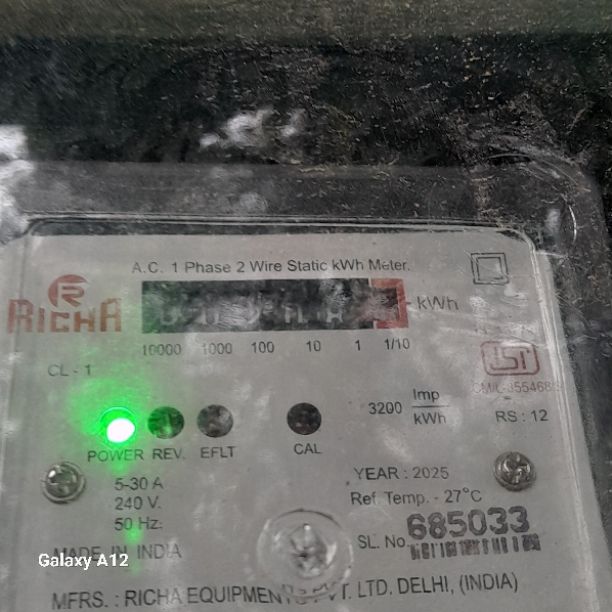 A.C. 1 Phase 2 Wire Static kWh Meter.
RICHA
kWh
10000 1000 100 10 1 1/10
CL - 1
3200 Imp
kWh
RS : 12
POWER REV. EFLT CAL
5-30 A
240 V.
50 Hz.
YEAR : 2025
Ref. Temp. - 27°C
SL. No. 685033
MADE IN INDIA
MFRS. : RICHA EQUIPMENTS PVT. LTD. DELHI, (INDIA)
Galaxy A12